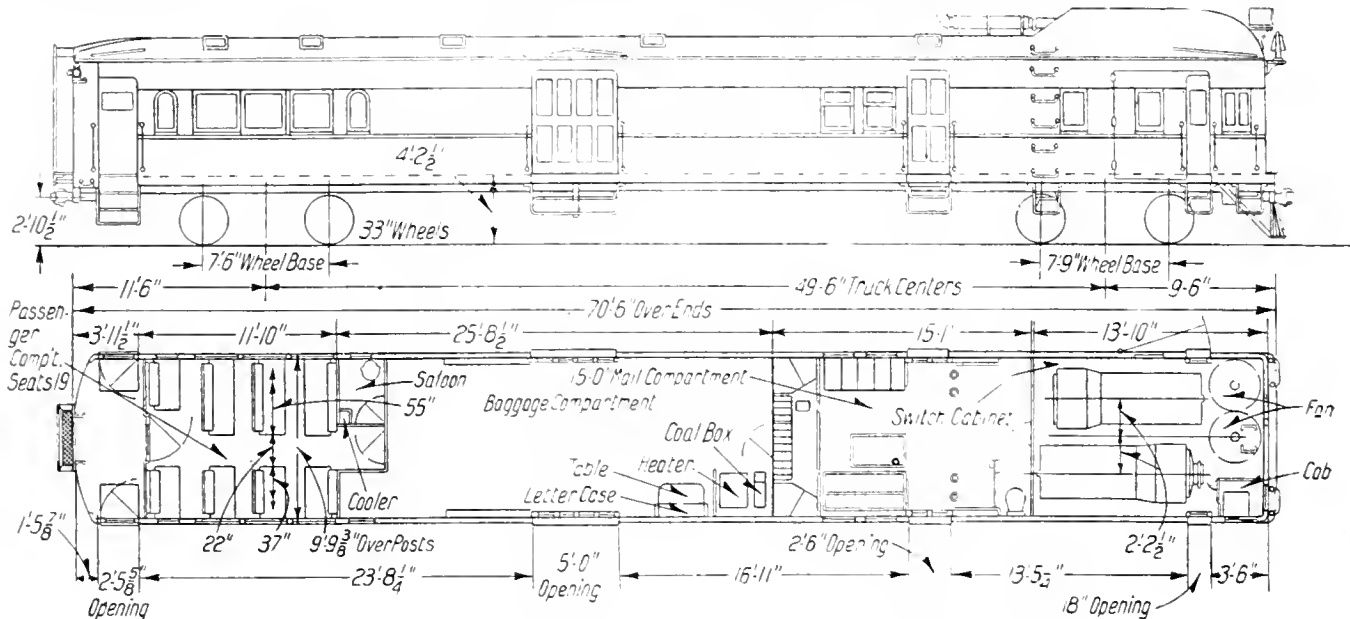 4'2½"
2'-10½"
33" Wheels
7'-6" Wheel Base
7'-9" Wheel Base
11'-6"
49'-6" Truck Centers
9'-6"
70'-6" Over Ends
Passen-
ger
Comp't.
Seats 19
3'-11½"
11'-10"
25'-8½"
15'-1"
13'-10"
Saloon
55"
15'-0" Mail Compartment
Baggage Compartment
Switch Cabinet
Fan
Coal Box
Heater
Table
Letter Case
Cooler
Cab
1'-5⅞"
22"
37"
9'-9⅜" Over Posts
2'-6" Opening
2'-2½"
2'-5⅝"
Opening
23'-8¼"
5'-0"
Opening
16'-11"
3'-6"
18" Opening